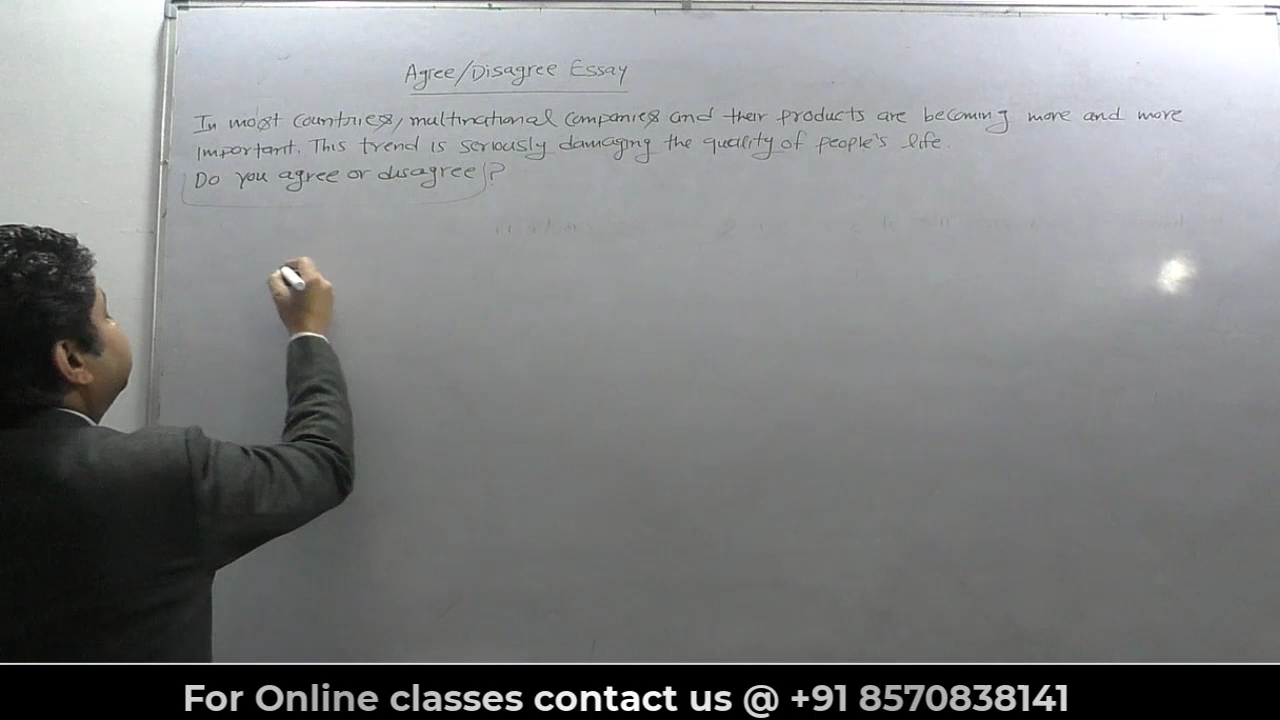 Agree/Disagree Essay
In most countries, multinational companies and their products are becoming more and more
important. This trend is seriously damaging the quality of people's life.
Do you agree or disagree?
For Online classes contact us @ +91 8570838141